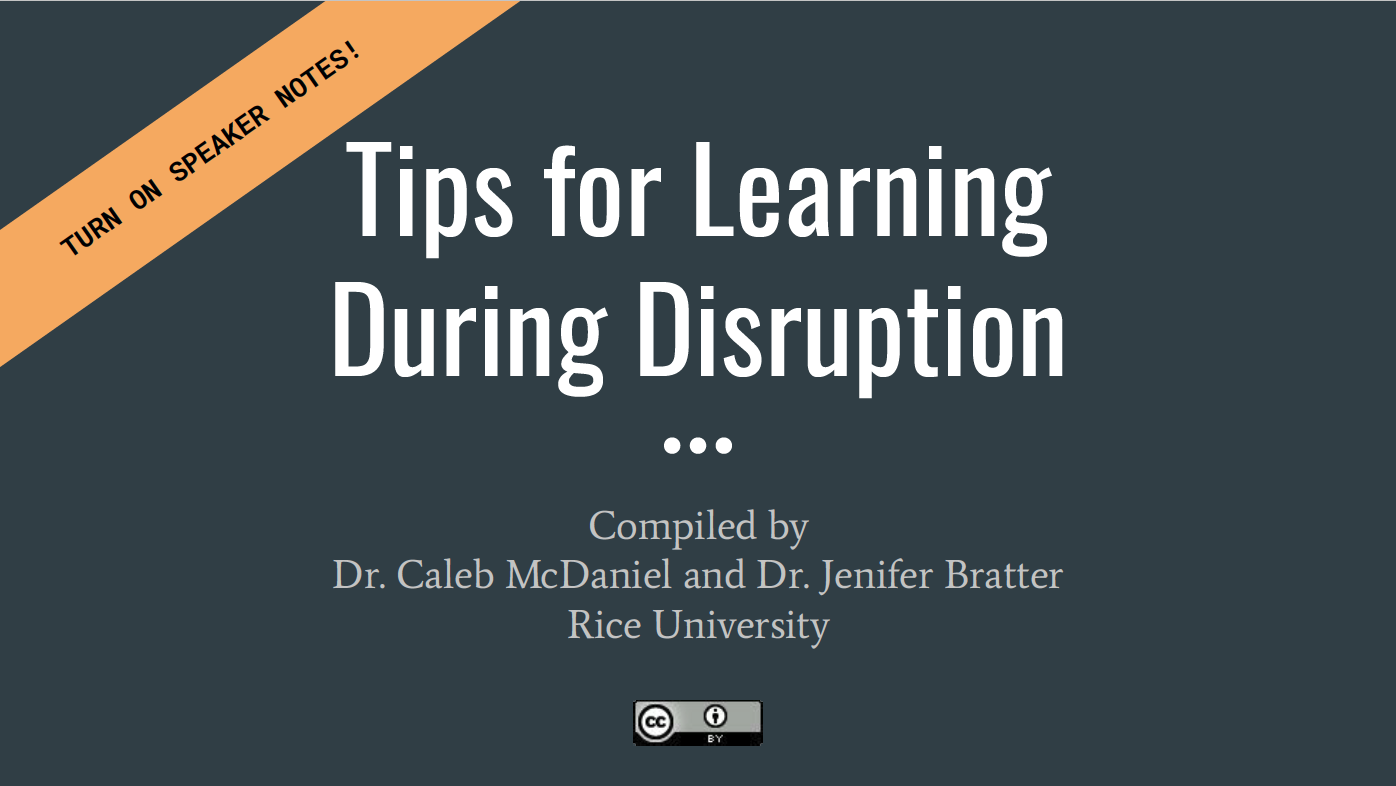 TURN ON SPEAKER NOTES!
Tips for Learning
During Disruption
Compiled by
Dr. Caleb McDaniel and Dr. Jenifer Bratter
Rice University
cc
BY